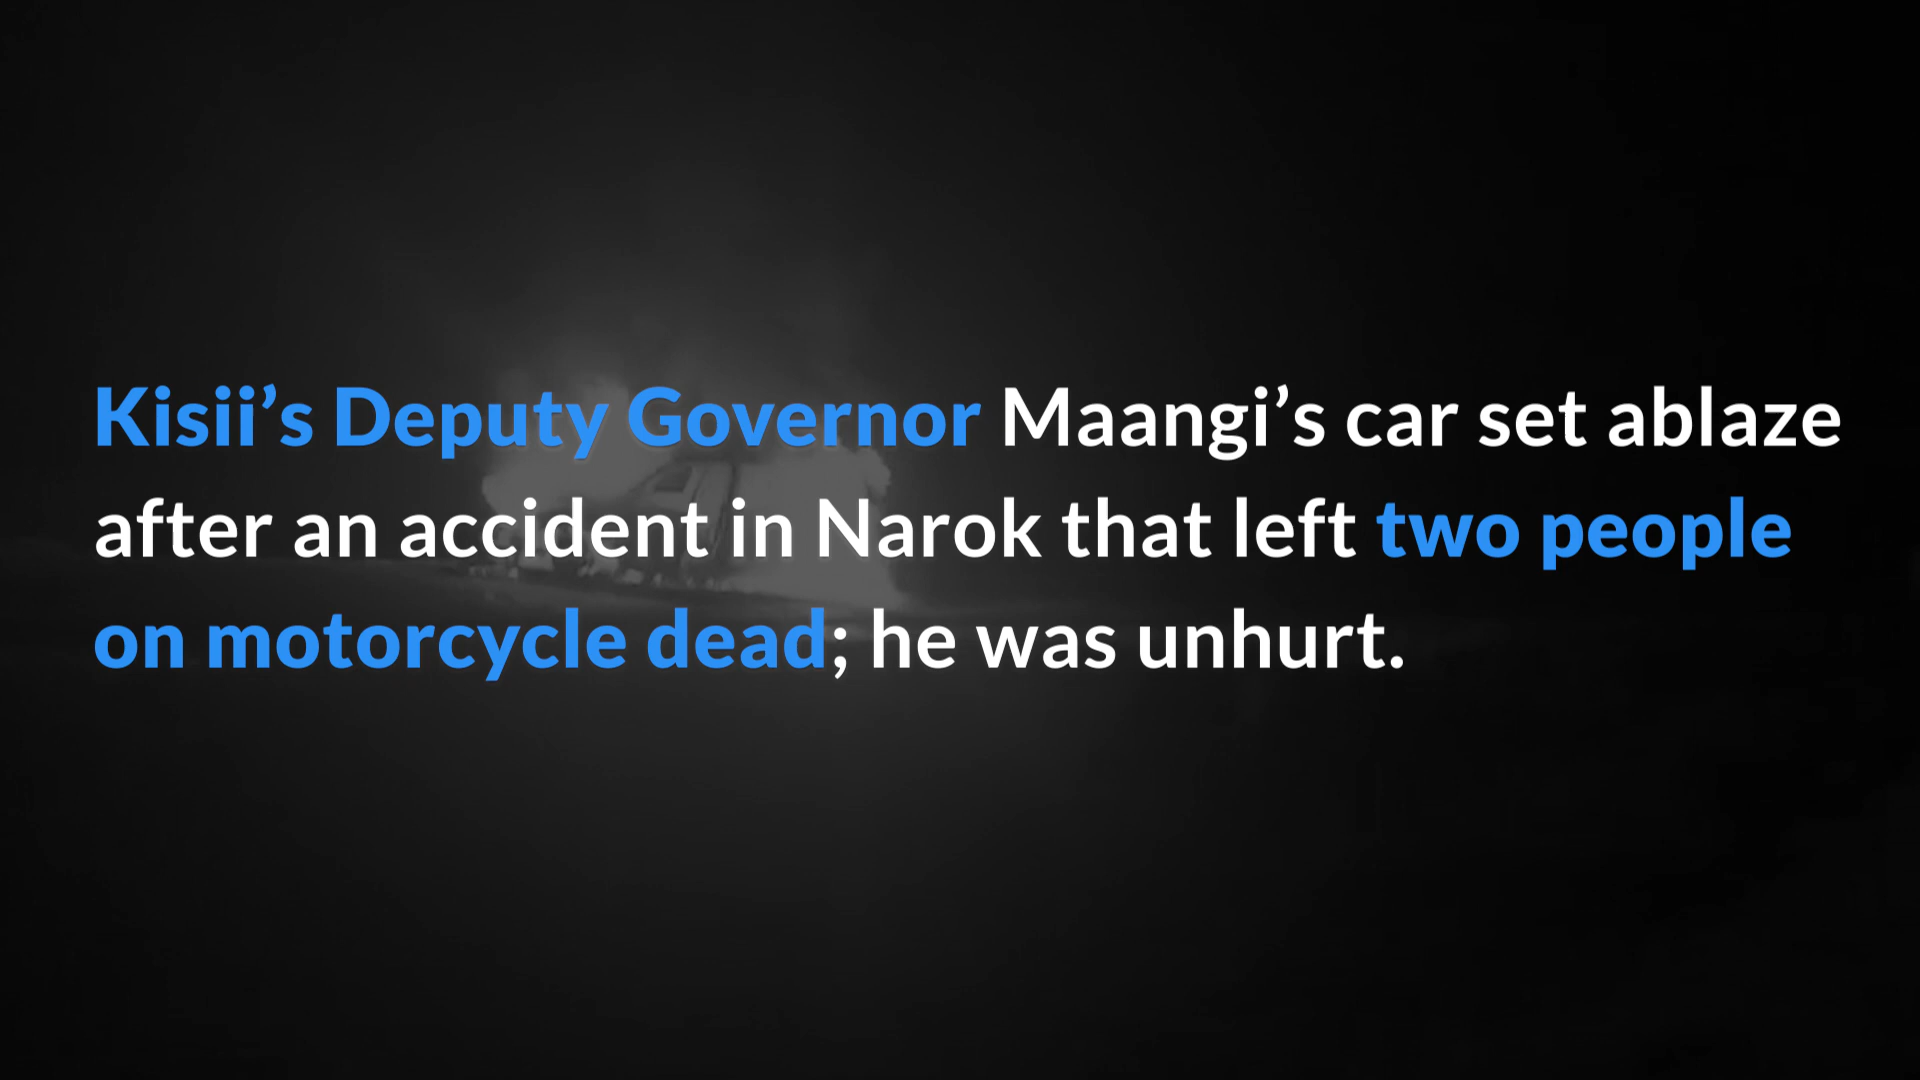 Kisii’s Deputy Governor Maangi’s car set ablaze
after an accident in Narok that left two people
on motorcycle dead; he was unhurt.